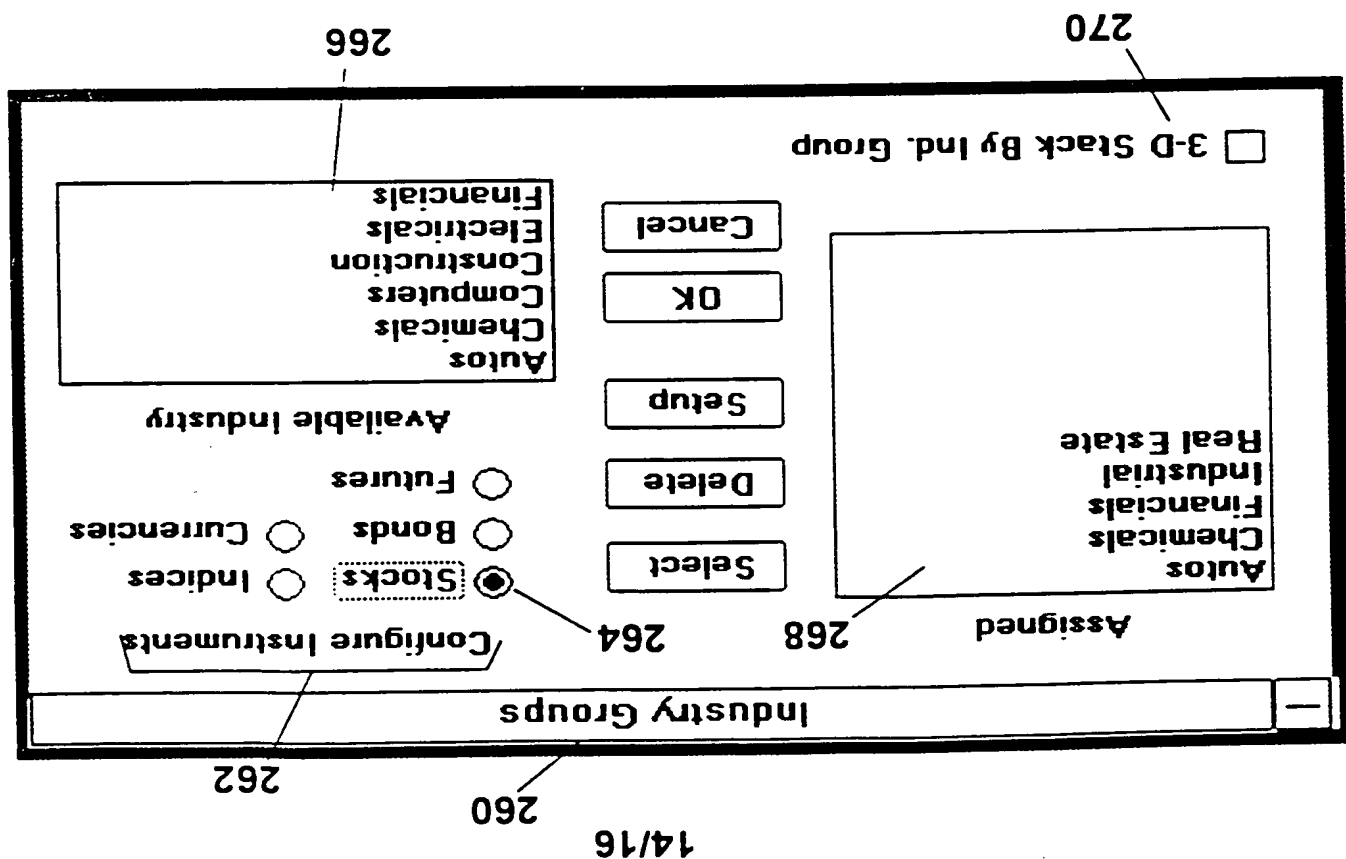 14/16
260
262
Industry Groups
Assigned
268
264
Configure Instruments
Autos
Chemicals
Financials
Industrial
Real Estate
Select
Delete
Setup
OK
Cancel
Stocks
Indices
Bonds
Currencies
Futures
Available Industry
Autos
Chemicals
Computers
Construction
Electricals
Financials
3-D Stack By Ind. Group
270
266